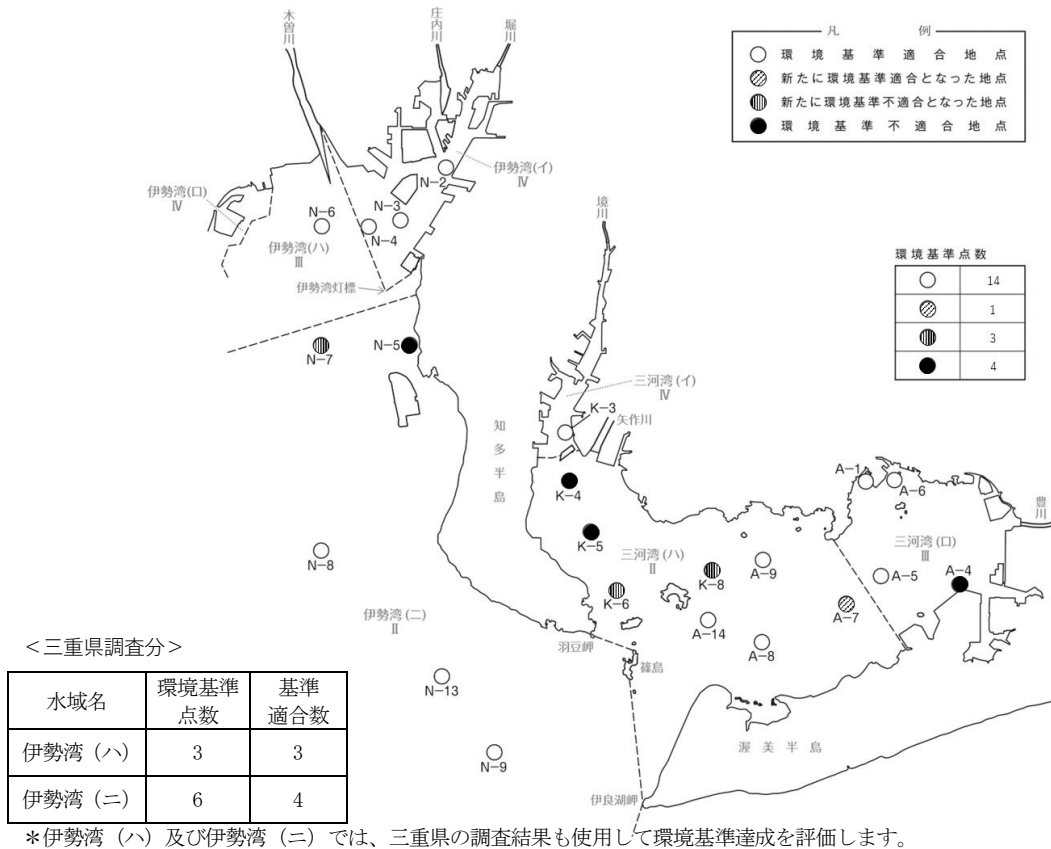 木曽川
庄内川
堀川
凡 例
環境基準適合地点
新たに環境基準適合となった地点
新たに環境基準不適合となった地点
環境基準不適合地点
伊勢湾(イ)
Ⅳ
N-2
伊勢湾(ロ)
Ⅳ
N-6
N-3
N-4
伊勢湾(ハ)
Ⅲ
境川
伊勢湾灯標
環境基準点数
14
1
3
4
N-7
N-5
三河湾(イ)
Ⅳ
K-3
矢作川
知多半島
K-4
A-1
A-6
豊川
K-5
三河湾(ハ)
Ⅱ
三河湾(ロ)
Ⅲ
N-8
K-8
A-9
A-5
A-4
K-6
A-7
伊勢湾(ニ)
Ⅱ
A-14
A-8
羽豆岬
篠島
N-13
N-9
渥美半島
伊良湖岬
<三重県調査分>
水域名 環境基準点数 基準適合数
伊勢湾(ハ) 3 3
伊勢湾(ニ) 6 4
*伊勢湾(ハ)及び伊勢湾(ニ)では、三重県の調査結果も使用して環境基準達成を評価します。